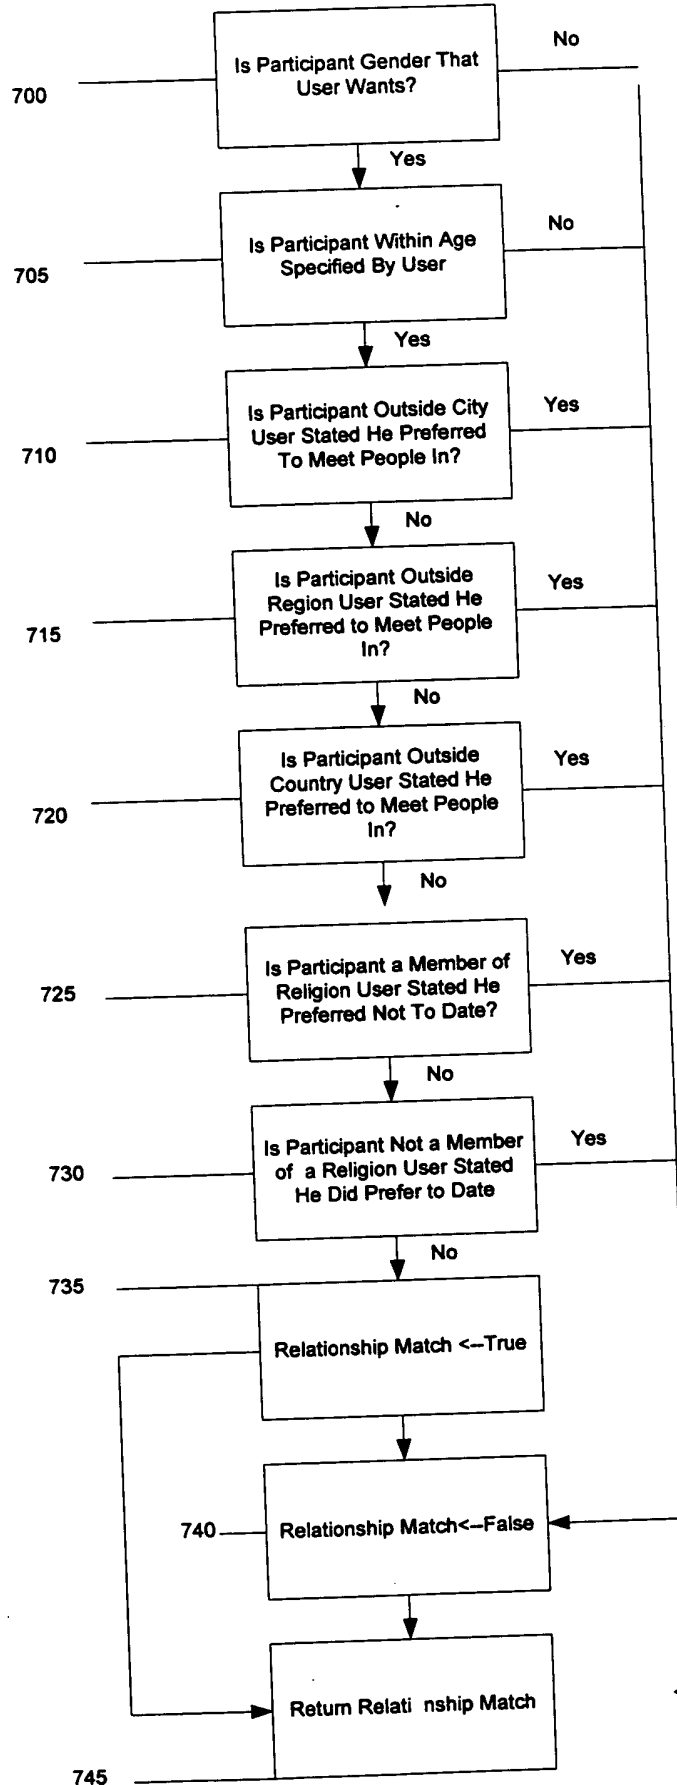 No
Is Participant Gender That
User Wants?
700
Yes
Is Participant Within Age
Specified By User
No
705
Yes
Is Participant Outside City
User Stated He Preferred
To Meet People In?
Yes
710
No
Is Participant Outside
Region User Stated He
Preferred to Meet People
In?
Yes
715
No
Is Participant Outside
Country User Stated He
Preferred to Meet People
In?
Yes
720
No
Is Participant a Member of
Religion User Stated He
Preferred Not To Date?
Yes
725
No
Is Participant Not a Member
of a Religion User Stated
He Did Prefer to Date
Yes
730
No
735
Relationship Match <--True
740
Relationship Match<--False
Return Relati nship Match
745